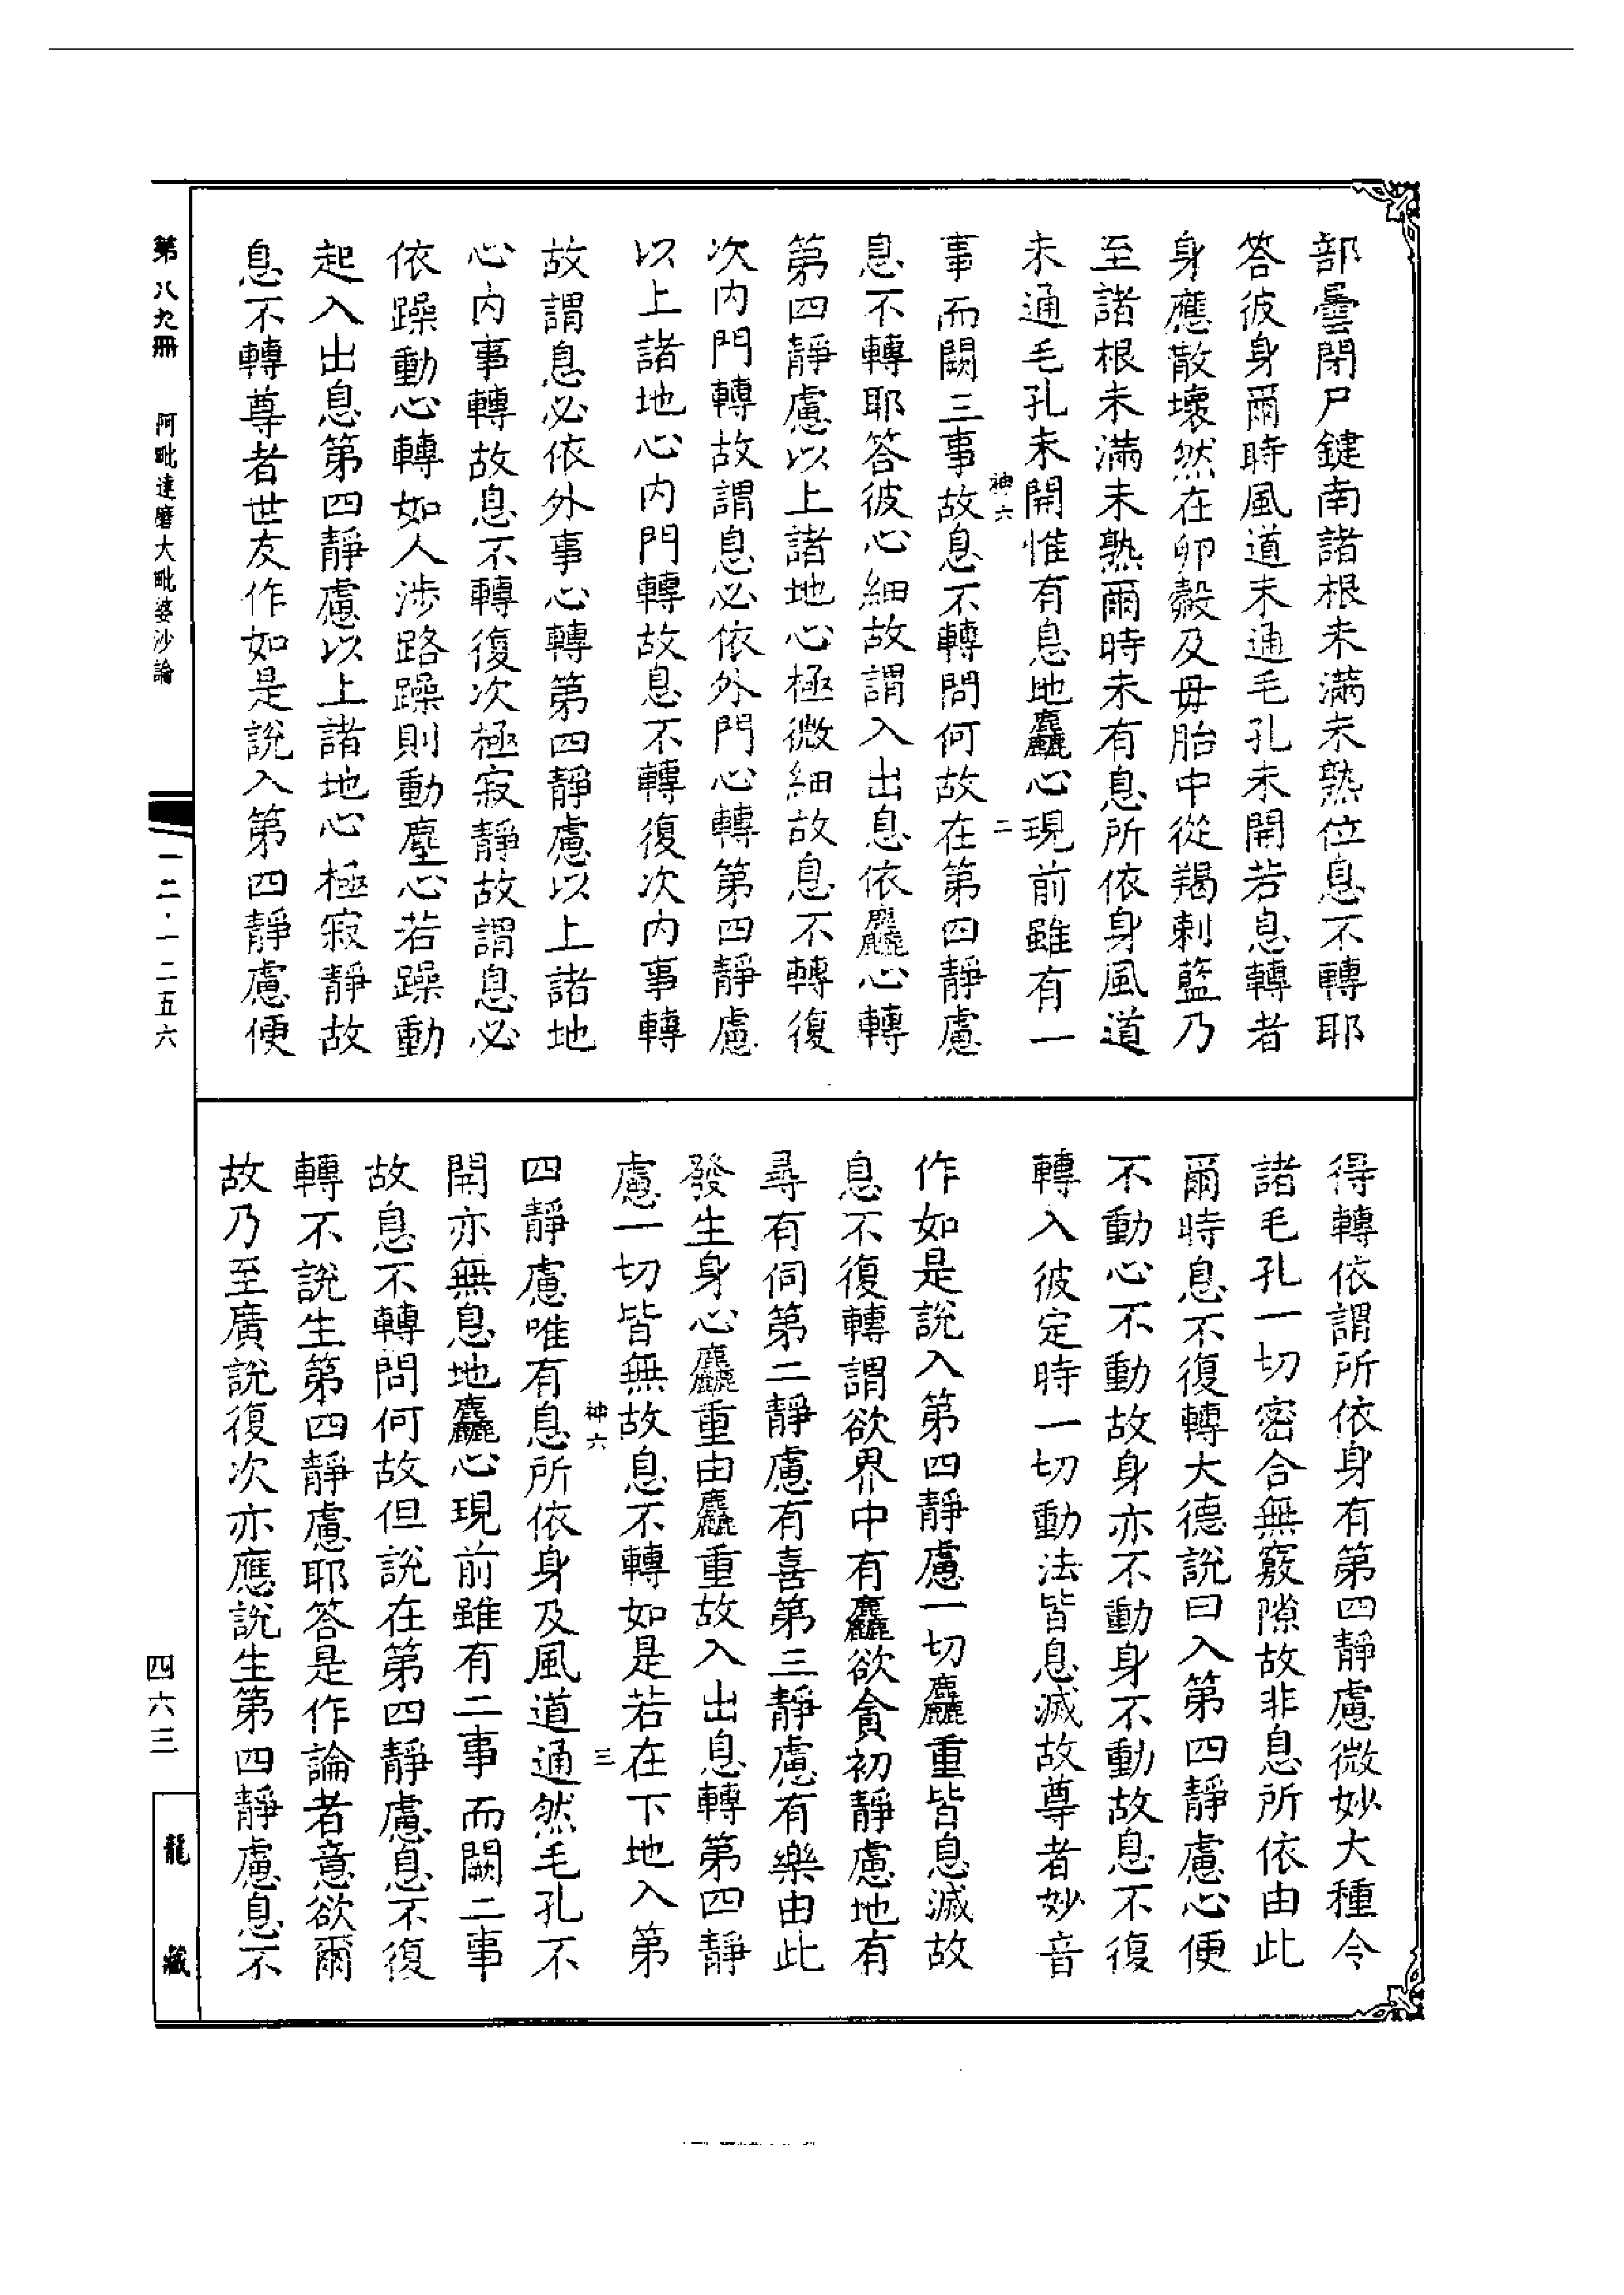 部曇閉尸鍵南諸根未滿未熟位息不轉耶
答彼身爾時風道未通毛孔未開若息轉者
身應散壞然在卵㲉及母胎中從羯剌藍乃
至諸根未滿未熟爾時未有息所依身風道
未通毛孔未開惟有息地麤心現前雖有一
神六
二
事而闕三事故息不轉問何故在第四靜慮
息不轉耶答彼心細故謂入出息依麤心轉
第四靜慮以上諸地心極微細故息不轉復
次內門轉故謂息必依外門心轉第四靜慮
以上諸地心內門轉故息不轉復次內事轉
故謂息必依外事心轉第四靜慮以上諸地
心內事轉故息不轉復次極寂靜故謂息必
依躁動心轉如人涉路躁則動塵心若躁動
起入出息第四靜慮以上諸地心極寂靜故
息不轉尊者世友作如是說入第四靜慮便
得轉依謂所依身有第四靜慮微妙大種令
諸毛孔一切密合無竅隙故非息所依由此
爾時息不復轉大德說曰入第四靜慮心便
不動心不動故身亦不動身不動故息不復
轉入彼定時一切動法皆息滅故尊者妙音
作如是說入第四靜慮一切麤重皆息滅故
息不復轉謂欲界中有麤欲貪初靜慮地有
尋有伺第二靜慮有喜第三靜慮有樂由此
發生身心麤重由麤重故入出息轉第四靜
慮一切皆無故息不轉如是若在下地入第
神六
三
四靜慮唯有息所依身及風道通然毛孔不
開亦無息地麤心現前雖有二事而闕二事
故息不轉問何故但說在第四靜慮息不復
轉不說生第四靜慮耶答是作論者意欲爾
故乃至廣說復次亦應說生第四靜慮息不
第八九冊
阿毗達磨大毗婆沙論
一二·一二五六
四六三
龍藏